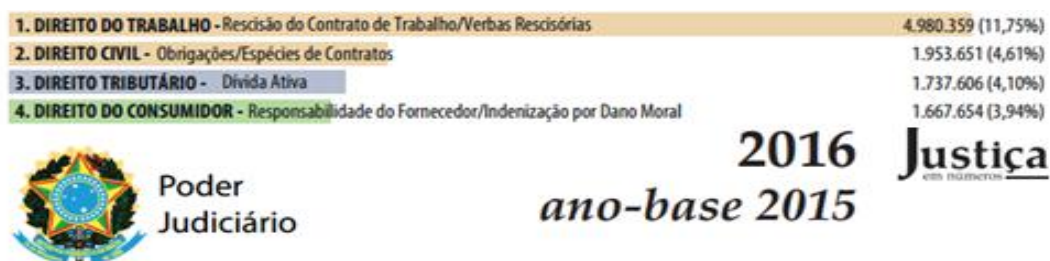 1. DIREITO DO TRABALHO - Rescisão do Contrato de Trabalho/Verbas Rescisórias 4.980.359 (11,75%)
2. DIREITO CIVIL - Obrigações/Espécies de Contratos 1.953.651 (4,61%)
3. DIREITO TRIBUTÁRIO - Dívida Ativa 1.737.606 (4,10%)
4. DIREITO DO CONSUMIDOR - Responsabilidade do Fornecedor/Indenização por Dano Moral 1.667.654 (3,94%)
2016 Justiça
em números
Poder
Judiciário
ano-base 2015